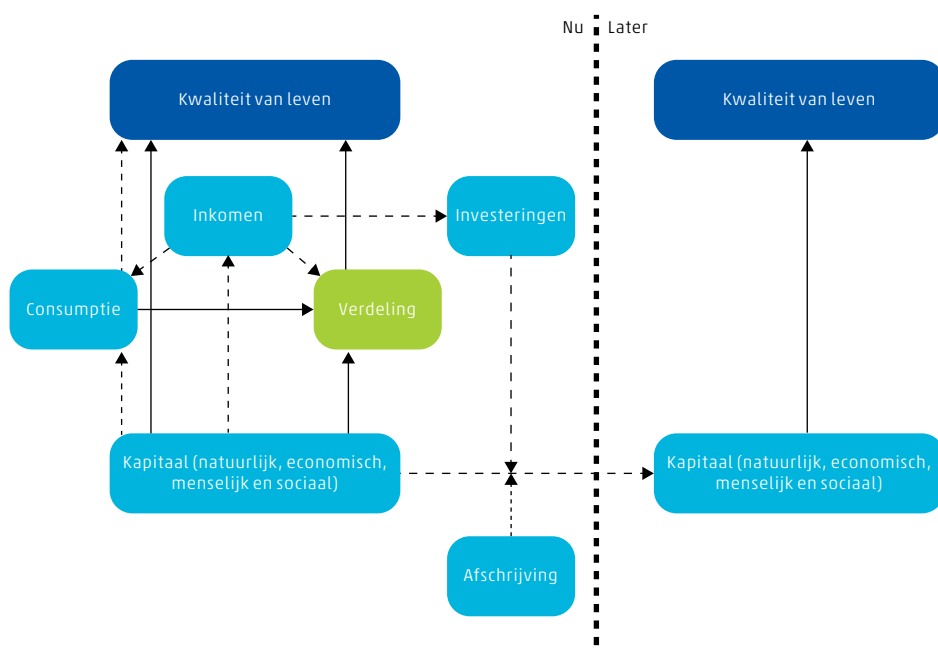 Nu
Later
Kwaliteit van leven
Kwaliteit van leven
Inkomen
Investeringen
Consumptie
Verdeling
Kapitaal (natuurlijk, economisch,
menselijk en sociaal)
Kapitaal (natuurlijk, economisch,
menselijk en sociaal)
Afschrijving